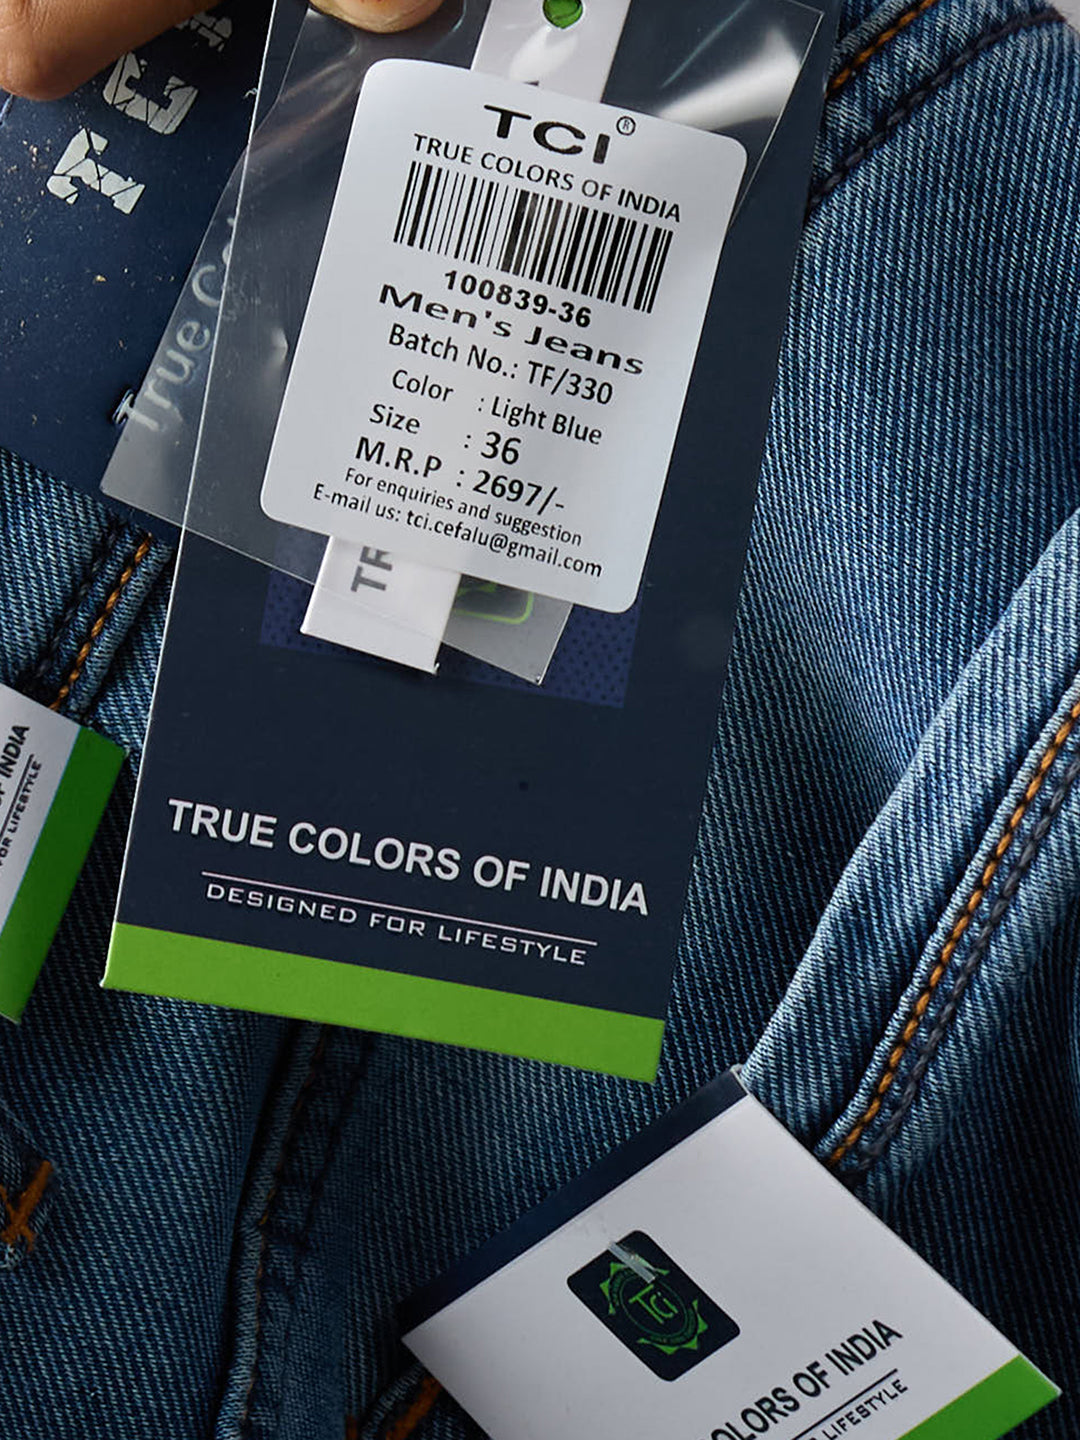 TCI®
TRUE COLORS OF INDIA
100839-36
Men's Jeans
Batch No.: TF/330
Color : Light Blue
Size : 36
M.R.P : 2697/-
For enquiries and suggestion
E-mail us: tci.cefalu@gmail.com
True
TRUE COLORS OF INDIA
DESIGNED FOR LIFESTYLE
INDIA
FOR LIFESTYLE
Tci
OF INDIA
LIFESTYLE